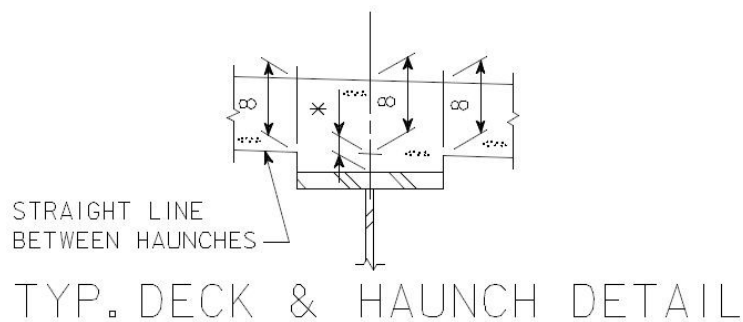 8
*
8
8
STRAIGHT LINE
BETWEEN HAUNCHES
TYP. DECK & HAUNCH DETAIL